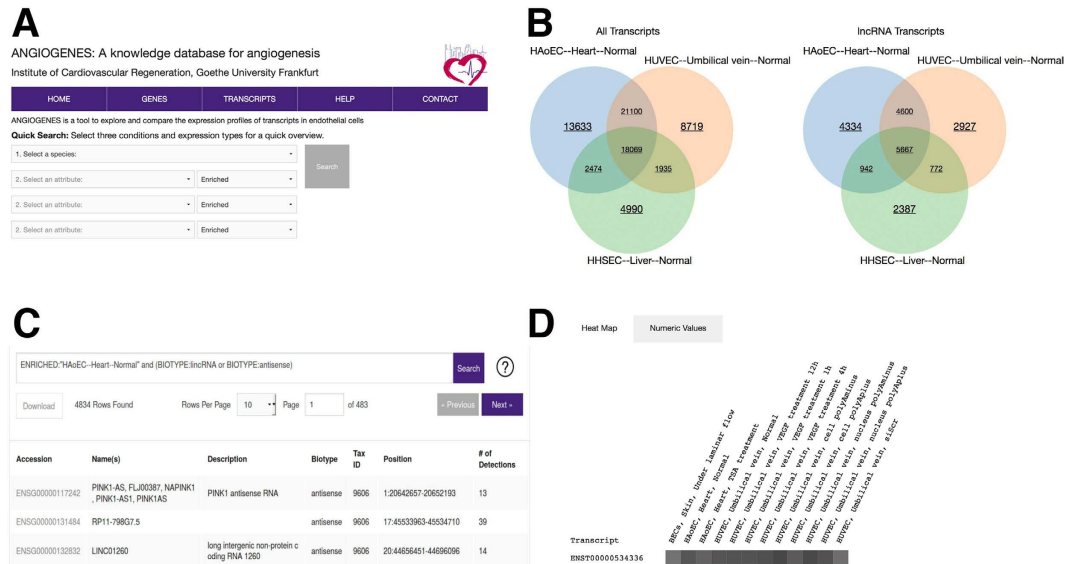 A
ANGIOGENES: A knowledge database for angiogenesis
Institute of Cardiovascular Regeneration, Goethe University Frankfurt
HOME GENES TRANSCRIPTS HELP CONTACT
ANGIOGENES is a tool to explore and compare the expression profiles of transcripts in endothelial cells
Quick Search: Select three conditions and expression types for a quick overview.
1. Select a species:
Search
2. Select an attribute: Enriched
2. Select an attribute: Enriched
2. Select an attribute: Enriched
B
All Transcripts
HAoEC--Heart--Normal
HUVEC--Umbilical vein--Normal
21100
13633
8719
18069
2474
1935
4990
HHSEC--Liver--Normal
lncRNA Transcripts
HAoEC--Heart--Normal
HUVEC--Umbilical vein--Normal
4600
4334
2927
5667
942
772
2387
HHSEC--Liver--Normal
C
ENRICHED:"HAoEC--Heart--Normal" and (BIOTYPE:lincRNA or BIOTYPE:antisense)
Search
?
Download 4834 Rows Found Rows Per Page 10 Page 1 of 483 « Previous Next »
Accession Name(s) Description Biotype Tax ID Position # of Detections
ENSG00000117242 PINK1-AS, FLJ00387, NAPINK1 , PINK1-AS1, PINK1AS PINK1 antisense RNA antisense 9606 1:20642657-20652193 13
ENSG00000131484 RP11-798G7.5 antisense 9606 17:45533963-45534710 39
ENSG00000132832 LINC01260 long intergenic non-protein c oding RNA 1260 antisense 9606 20:44656451-44696096 14
D
Heat Map Numeric Values
BECs, Skin, Under laminar flow
HAoEC, Heart, Normal
HAoEC, Heart, TSA treatment
HUVEC, Umbilical vein, Normal
HUVEC, Umbilical vein, VEGF treatment 12h
HUVEC, Umbilical vein, VEGF treatment 1h
HUVEC, Umbilical vein, VEGF treatment 4h
HUVEC, Umbilical vein, cell polyAminus
HUVEC, Umbilical vein, cell polyAplus
HUVEC, Umbilical vein, nucleus polyAminus
HUVEC, Umbilical vein, nucleus polyAplus
HUVEC, Umbilical vein, siScr
Transcript
ENST00000534336